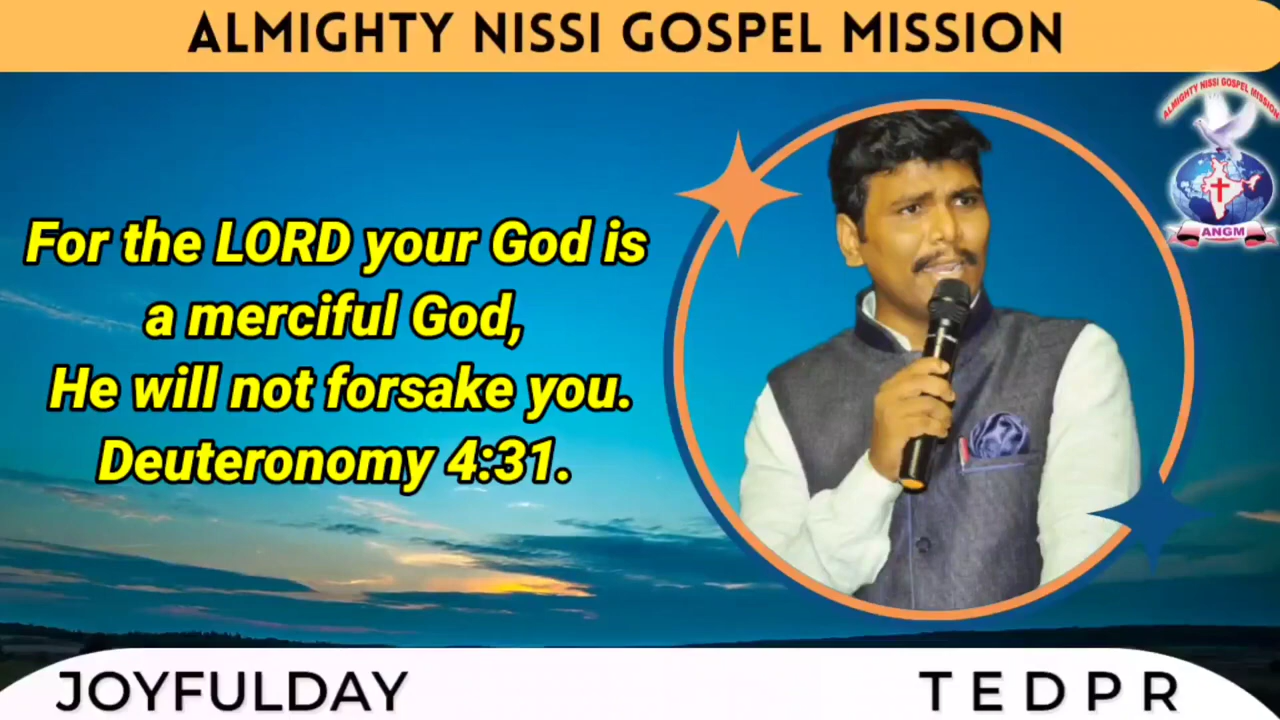 ALMIGHTY NISSI GOSPEL MISSION
ALMIGHTY NISSI GOSPEL MISSION
ANGM
For the LORD your God is
a merciful God,
He will not forsake you.
Deuteronomy 4:31.
JOYFULDAY
TEDPR